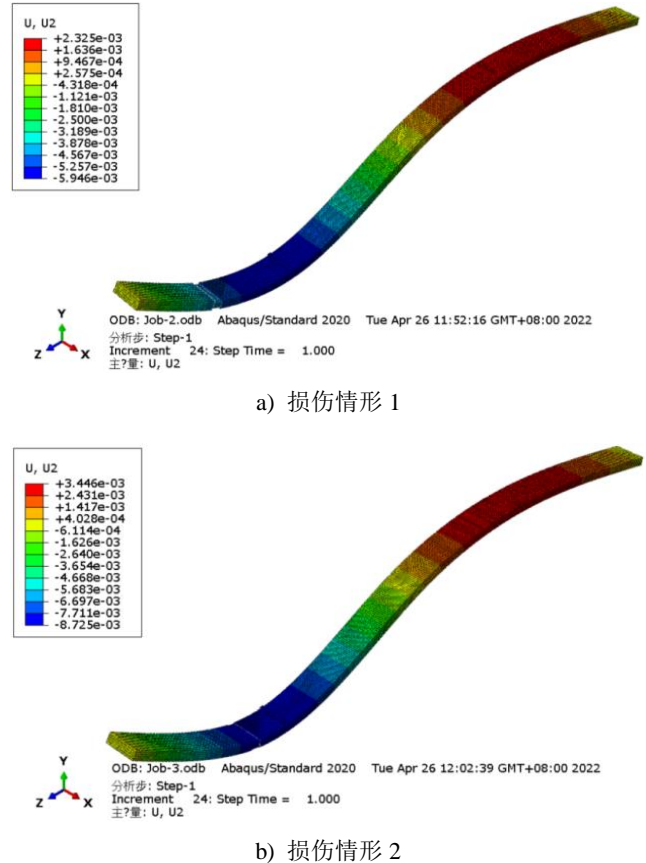 U, U2
+2.325e-03
+1.636e-03
+9.467e-04
+2.575e-04
-4.318e-04
-1.121e-03
-1.810e-03
-2.500e-03
-3.189e-03
-3.878e-03
-4.567e-03
-5.257e-03
-5.946e-03
Y
Z X
ODB: Job-2.odb Abaqus/Standard 2020 Tue Apr 26 11:52:16 GMT+08:00 2022
分析步: Step-1
Increment 24: Step Time = 1.000
主?量: U, U2
a) 损伤情形 1
U, U2
+3.446e-03
+2.431e-03
+1.417e-03
+4.028e-04
-6.114e-04
-1.626e-03
-2.640e-03
-3.654e-03
-4.668e-03
-5.683e-03
-6.697e-03
-7.711e-03
-8.725e-03
Y
Z X
ODB: Job-3.odb Abaqus/Standard 2020 Tue Apr 26 12:02:39 GMT+08:00 2022
分析步: Step-1
Increment 24: Step Time = 1.000
主?量: U, U2
b) 损伤情形 2